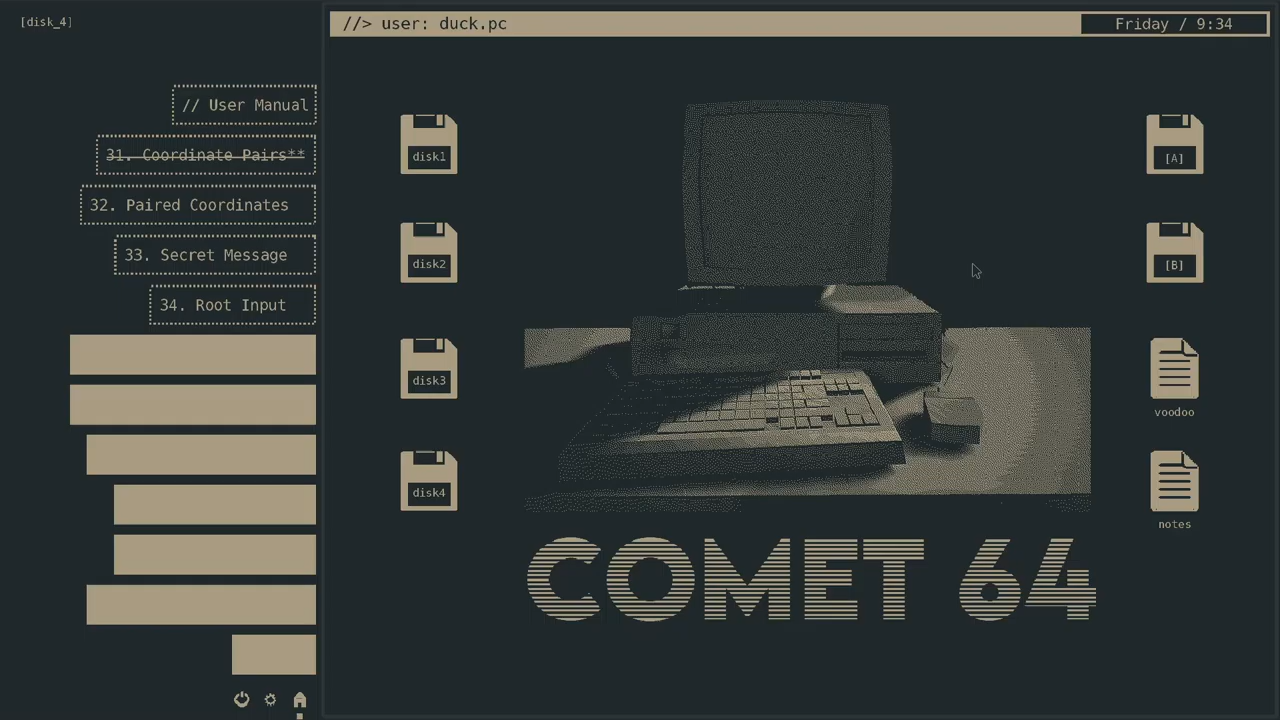 [disk_4]
// User Manual
31. Coordinate Pairs**
32. Paired Coordinates
33. Secret Message
34. Root Input
//> user: duck.pc
Friday / 9:34
disk1
disk2
disk3
disk4
[A]
[B]
voodoo
notes
COMET 64